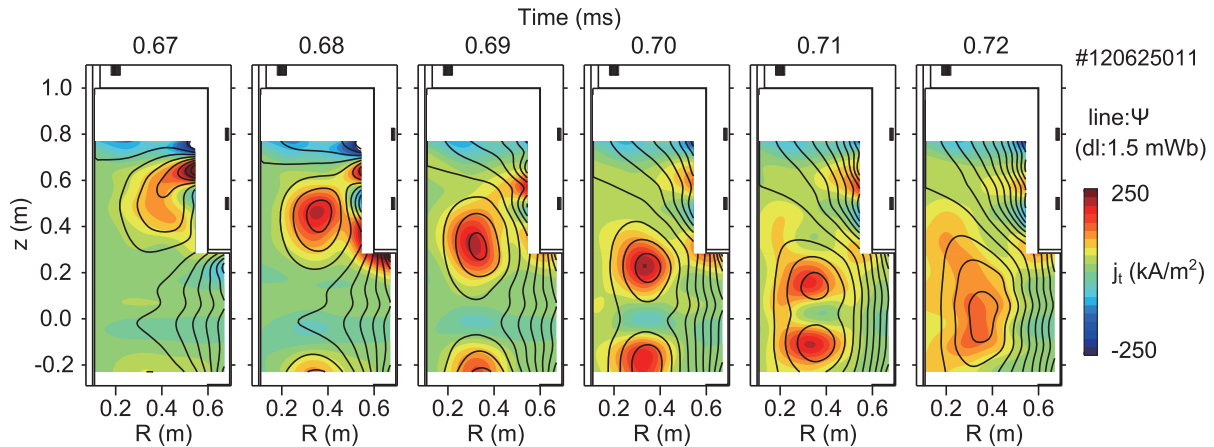 Time (ms)
0.67 0.68 0.69 0.70 0.71 0.72
#120625011
1.0
0.8
0.6
0.4
0.2
0.0
-0.2
z (m)
line:Ψ
(dl:1.5 mWb)
250
jt (kA/m²)
-250
0.2 0.4 0.6 0.2 0.4 0.6 0.2 0.4 0.6 0.2 0.4 0.6 0.2 0.4 0.6 0.2 0.4 0.6
R (m) R (m) R (m) R (m) R (m) R (m)